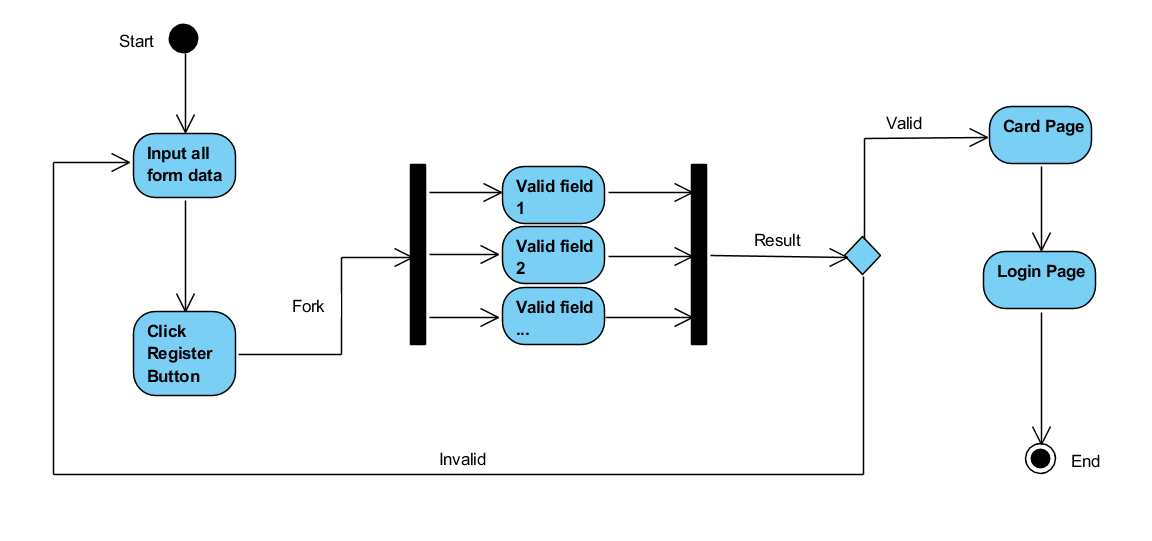 Start
Input all
form data
Click
Register
Button
Fork
Valid field
1
Valid field
2
Valid field
...
Result
Valid
Invalid
Card Page
Login Page
End